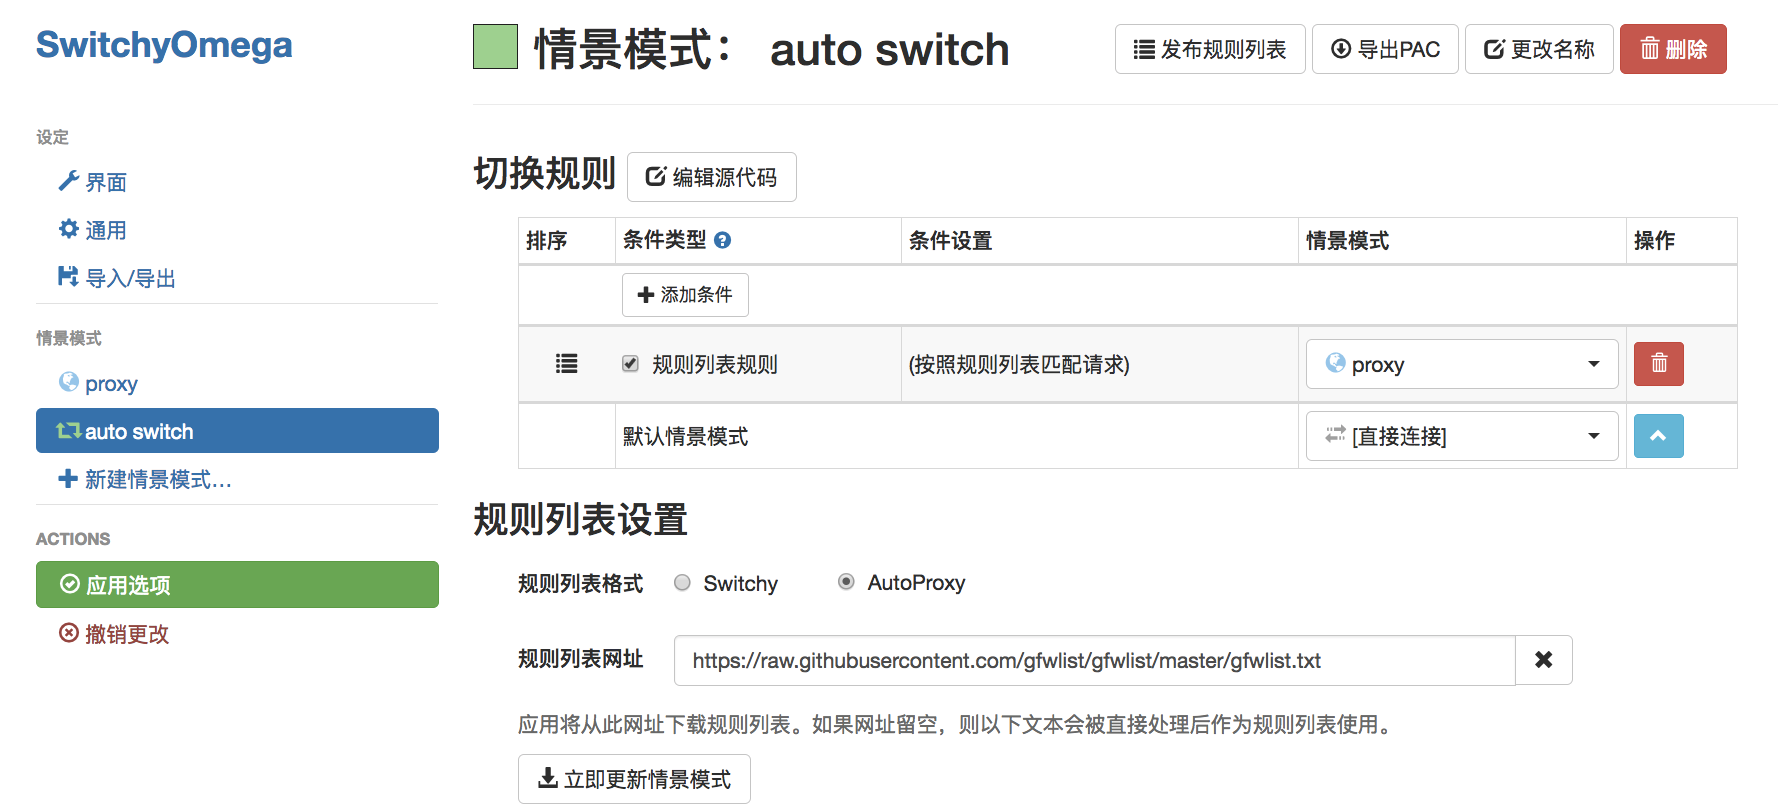 SwitchyOmega
设定
界面
通用
导入/导出
情景模式
proxy
auto switch
新建情景模式...
ACTIONS
应用选项
撤销更改
情景模式： auto switch
发布规则列表
导出PAC
更改名称
删除
切换规则
编辑源代码
排序 条件类型 条件设置 情景模式 操作
添加条件
规则列表规则 (按照规则列表匹配请求) proxy
默认情景模式 [直接连接]
规则列表设置
规则列表格式 Switchy AutoProxy
规则列表网址 https://raw.githubusercontent.com/gfwlist/gfwlist/master/gfwlist.txt
应用将从此网址下载规则列表。如果网址留空，则以下文本会被直接处理后作为规则列表使用。
立即更新情景模式